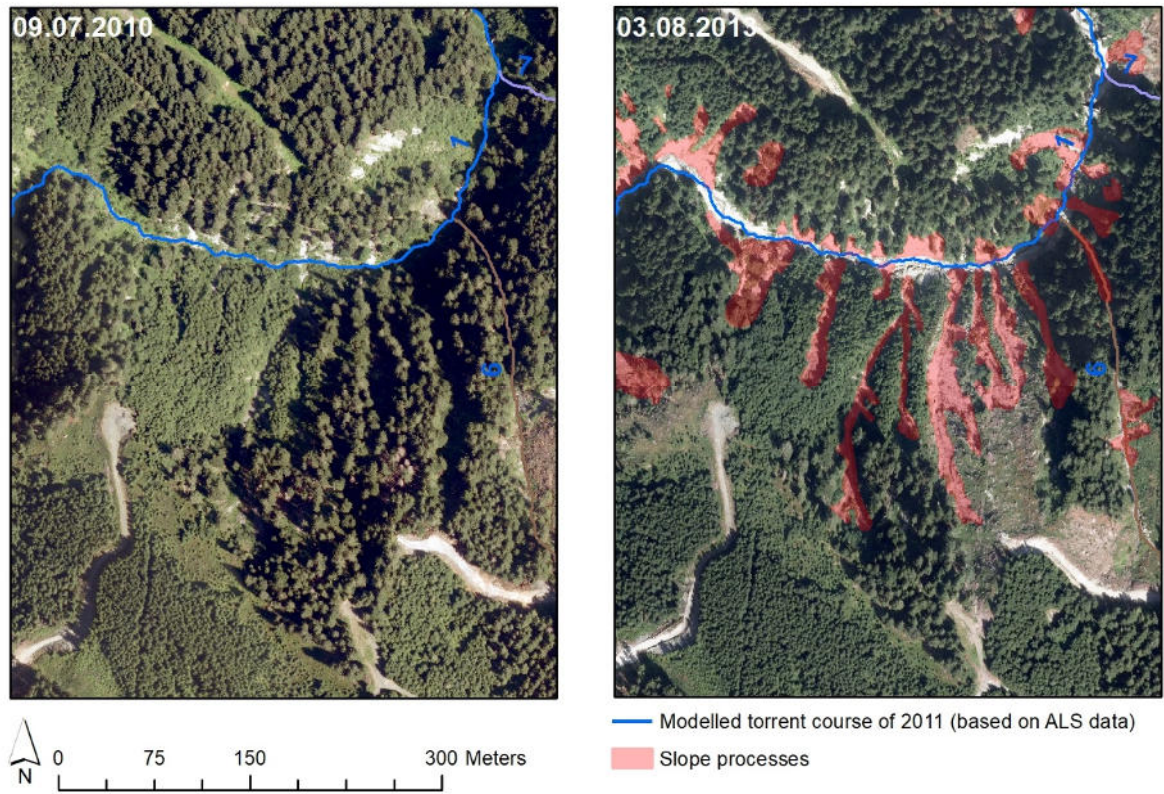 09.07.2010
03.08.2013
7
1
6
7
1
6
0 75 150 300 Meters
N
Modelled torrent course of 2011 (based on ALS data)
Slope processes